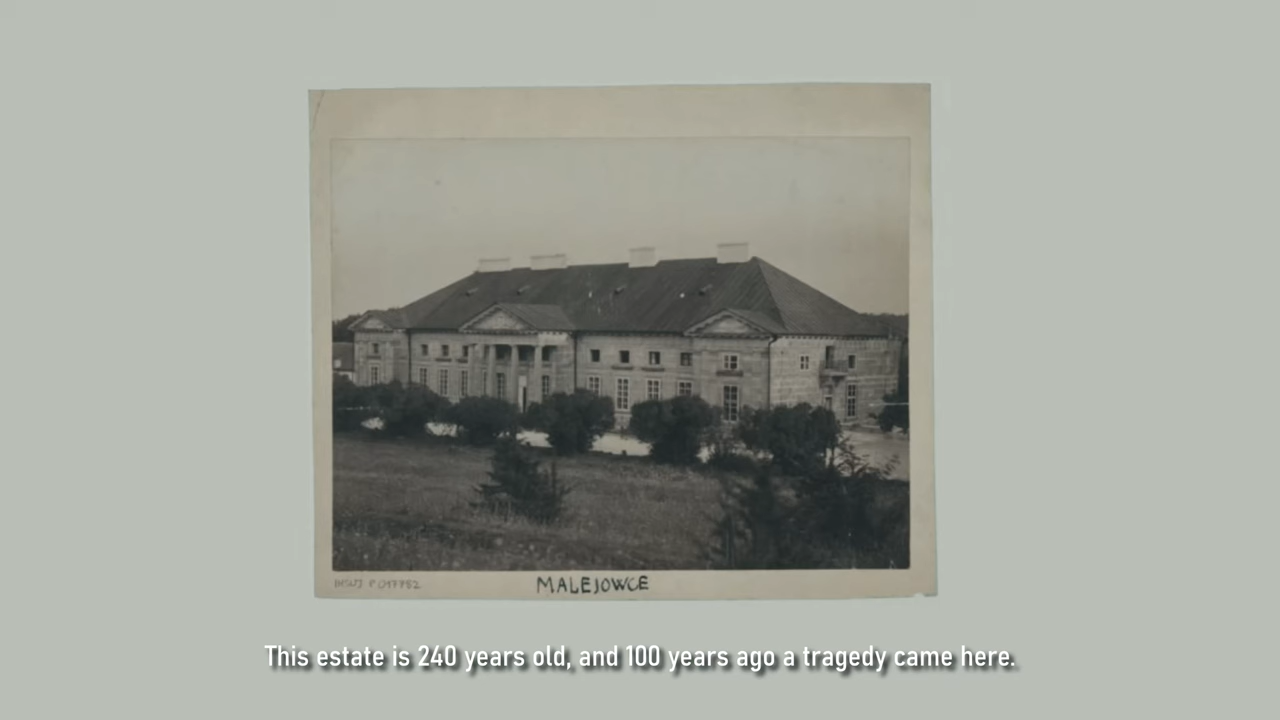 MALEJOWCE
This estate is 240 years old, and 100 years ago a tragedy came here.